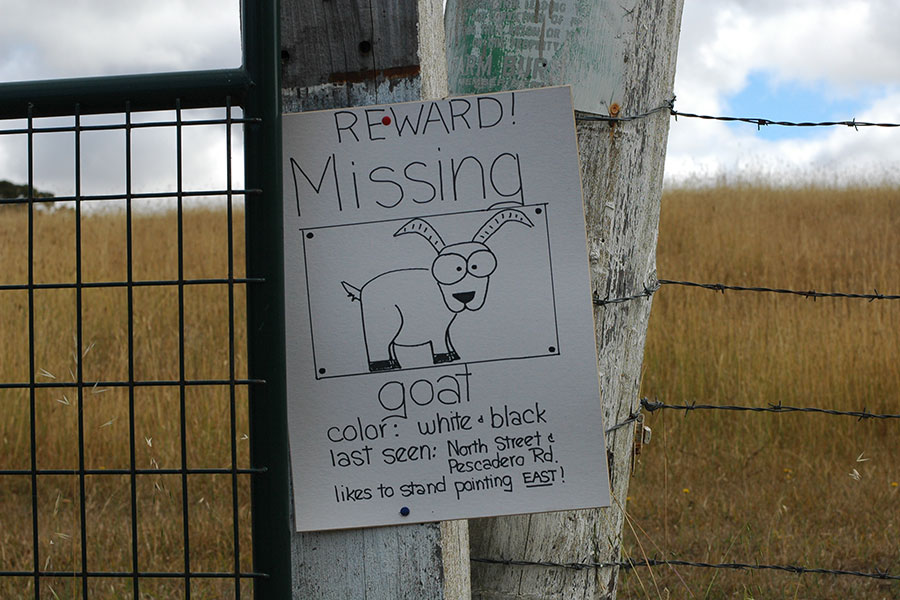 REWARD!
Missing
goat
color: white & black
last seen: North Street &
Pescadero Rd.
likes to stand pointing EAST!